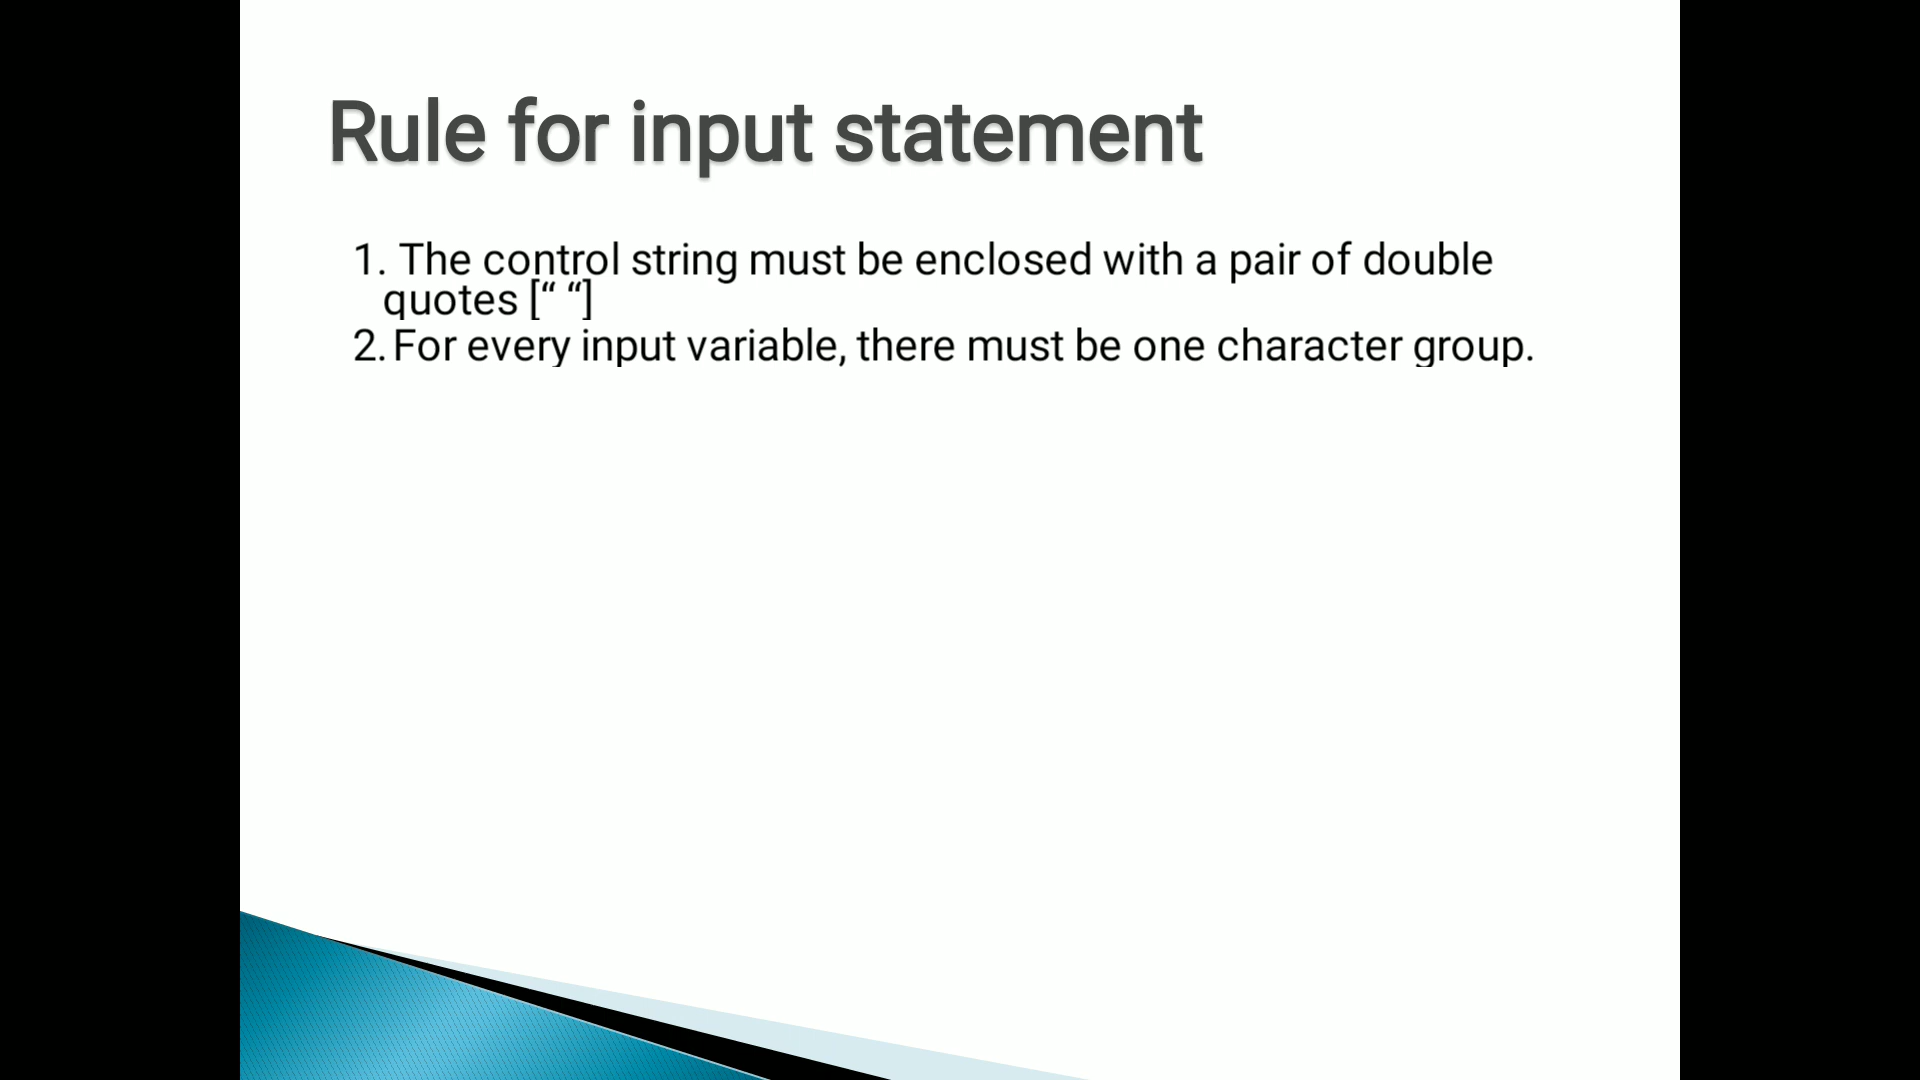 Rule for input statement
1. The control string must be enclosed with a pair of double
quotes [“ “]
2. For every input variable, there must be one character group.